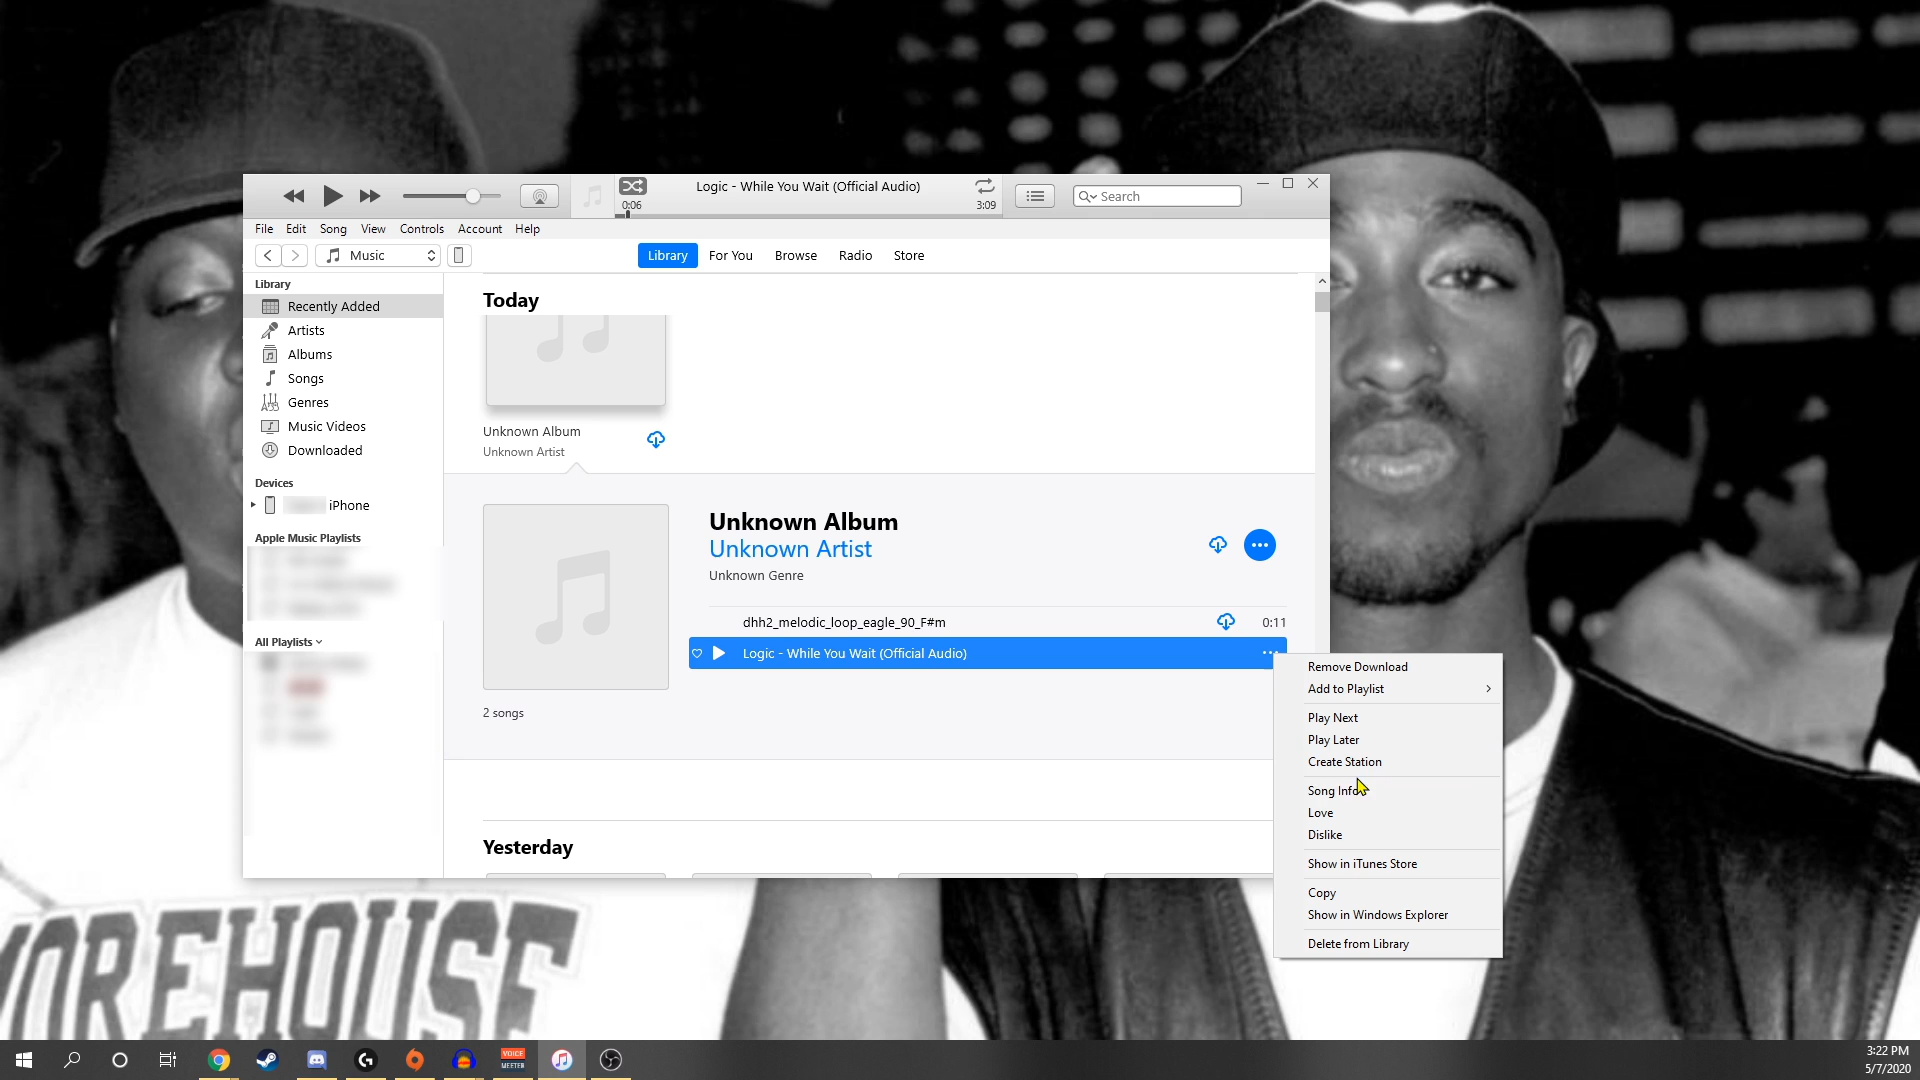 Logic - While You Wait (Official Audio)
0:06
3:09
Search
File Edit Song View Controls Account Help
Music
Library For You Browse Radio Store
Library
Recently Added
Artists
Albums
Songs
Genres
Music Videos
Downloaded
Devices
iPhone
Apple Music Playlists
All Playlists
Today
Unknown Album
Unknown Artist
Unknown Album
Unknown Artist
Unknown Genre
dhh2_melodic_loop_eagle_90_F#m 0:11
Logic - While You Wait (Official Audio)
2 songs
Yesterday
Remove Download
Add to Playlist
Play Next
Play Later
Create Station
Song Info
Love
Dislike
Show in iTunes Store
Copy
Show in Windows Explorer
Delete from Library
MOREHOUSE
VOICE
MEETER
3:22 PM
5/7/2020